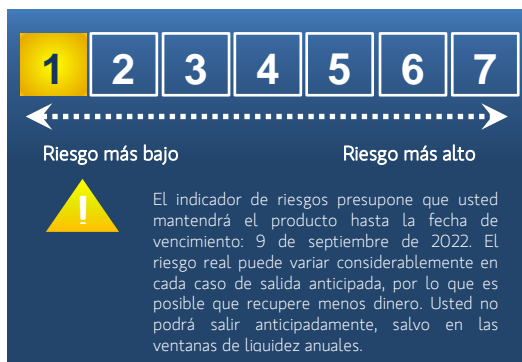 1 2 3 4 5 6 7
Riesgo más bajo Riesgo más alto
!
El indicador de riesgos presupone que usted
mantendrá el producto hasta la fecha de
vencimiento: 9 de septiembre de 2022. El
riesgo real puede variar considerablemente en
cada caso de salida anticipada, por lo que es
posible que recupere menos dinero. Usted no
podrá salir anticipadamente, salvo en las
ventanas de liquidez anuales.